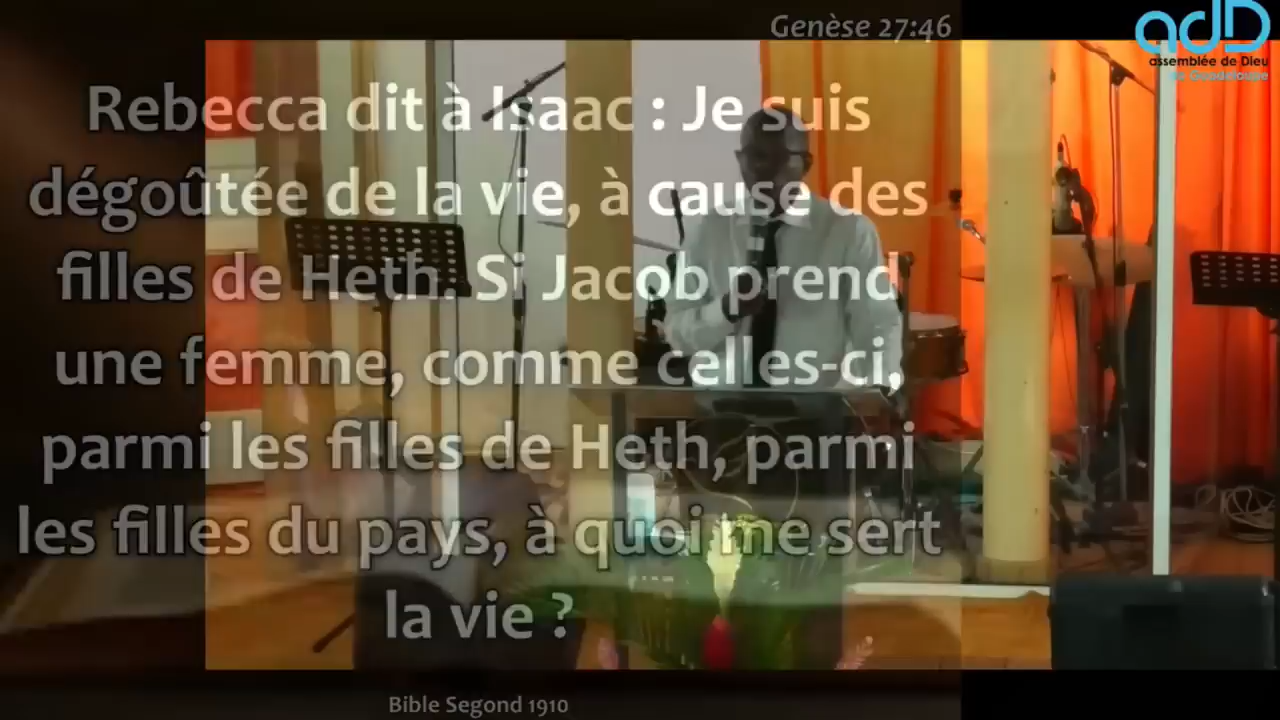 Genèse 27:46
adD
assemblée de Dieu
de Guadeloupe
Rebecca dit à Isaac : Je suis
dégoûtée de la vie, à cause des
filles de Heth. Si Jacob prend
une femme, comme celles-ci,
parmi les filles de Heth, parmi
les filles du pays, à quoi me sert
la vie ?
Bible Segond 1910